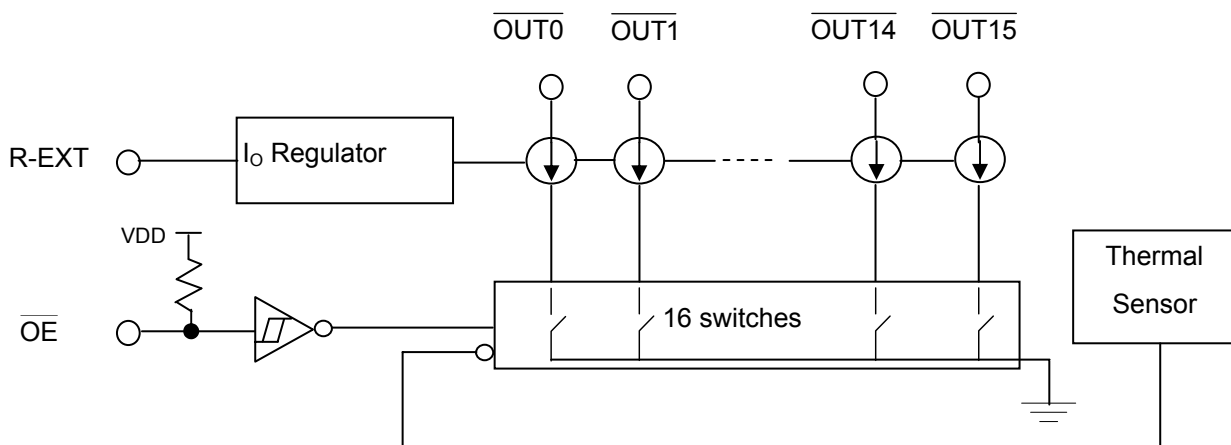 OUT0 OUT1 OUT14 OUT15
R-EXT
IO Regulator
VDD
OE
16 switches
Thermal
Sensor